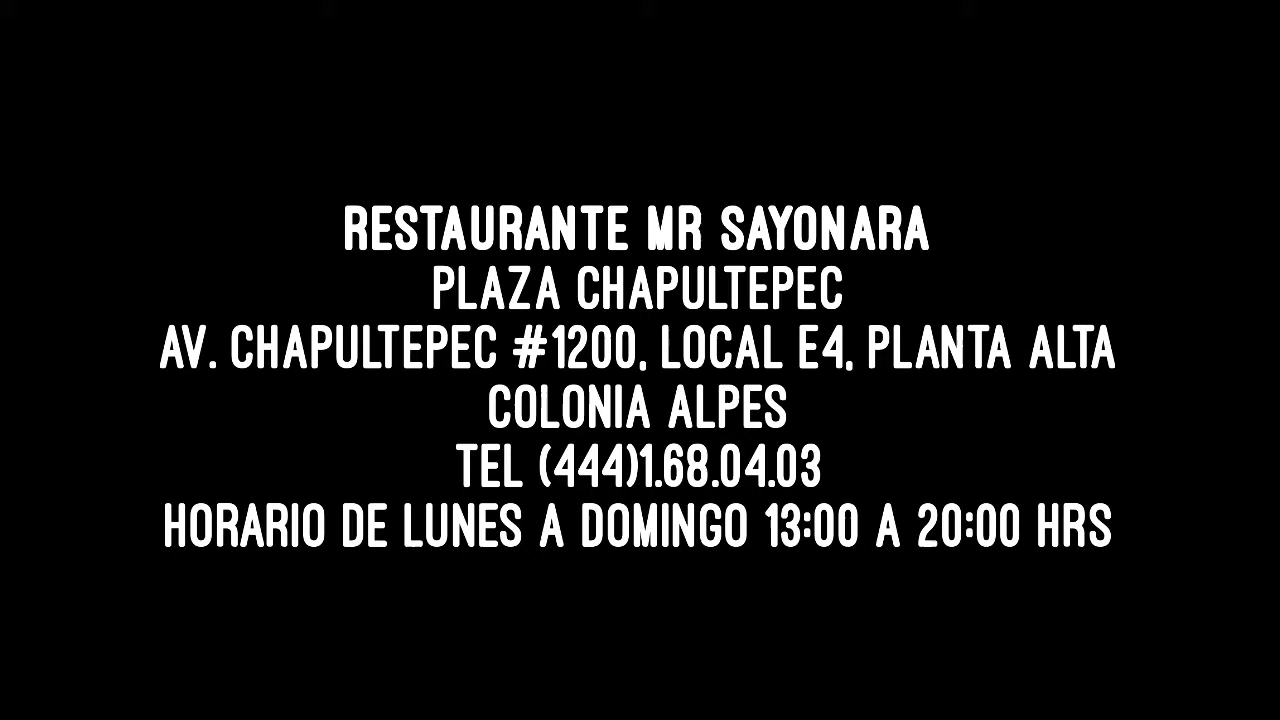 RESTAURANTE MR SAYONARA
PLAZA CHAPULTEPEC
AV. CHAPULTEPEC #1200, LOCAL E4, PLANTA ALTA
COLONIA ALPES
TEL (444)1.68.04.03
HORARIO DE LUNES A DOMINGO 13:00 A 20:00 HRS